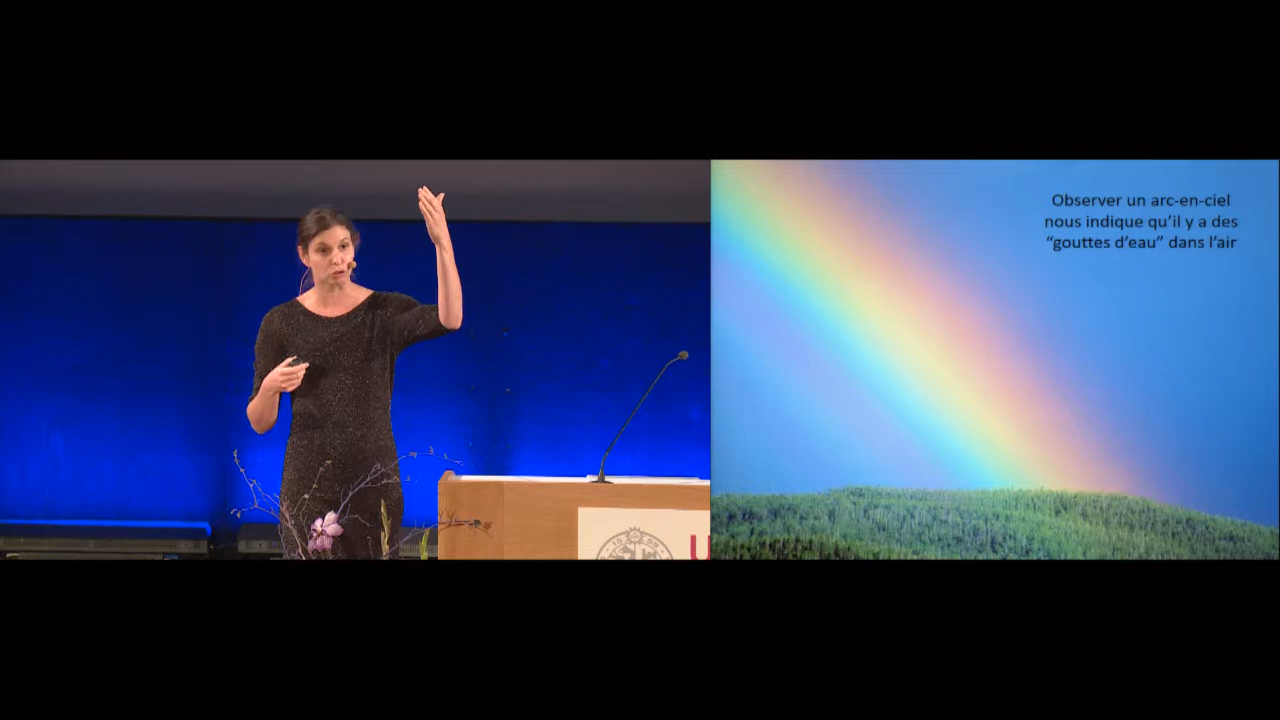 Observer un arc-en-ciel
nous indique qu’il y a des
“gouttes d’eau” dans l’air
U